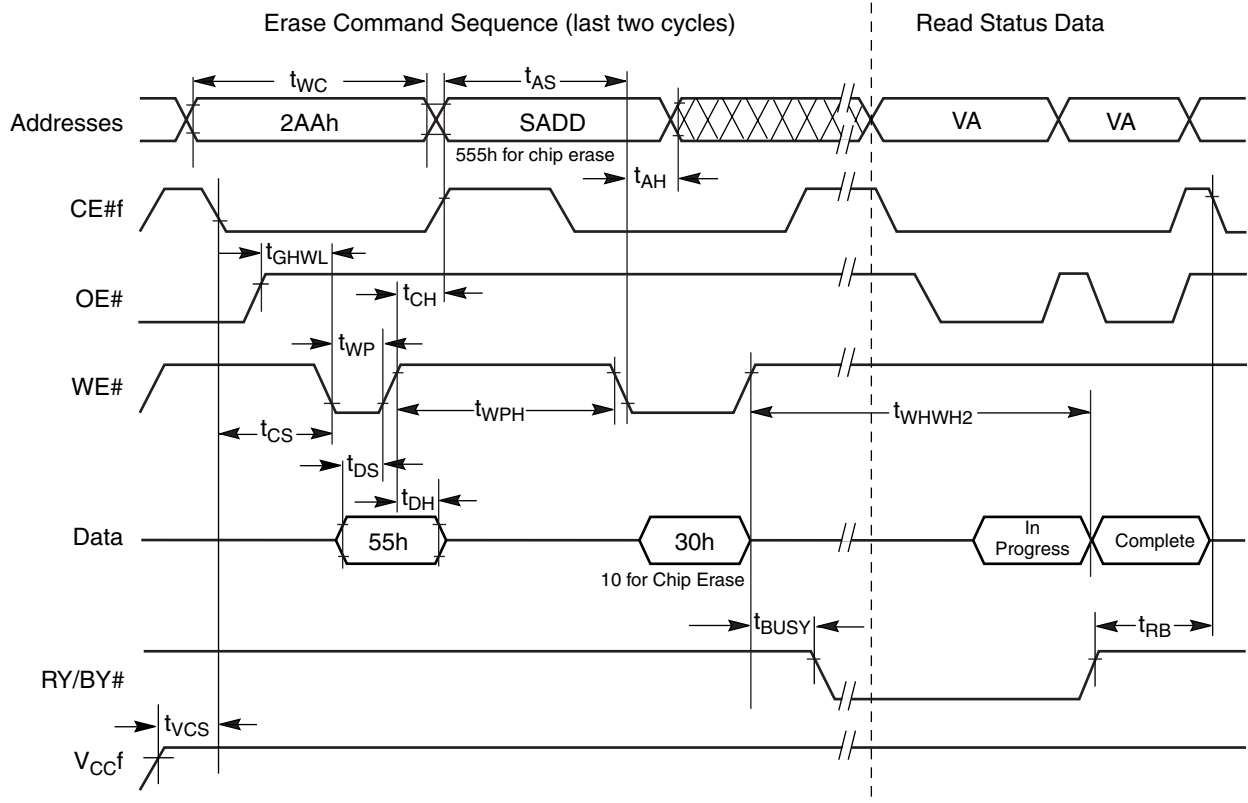 Erase Command Sequence (last two cycles)
Read Status Data
tWC
tAS
Addresses
2AAh
SADD
VA
VA
555h for chip erase
tAH
CE#f
tGHWL
OE#
tCH
tWP
WE#
tWPH
tWHWH2
tCS
tDS
tDH
Data
55h
30h
In
Progress
Complete
10 for Chip Erase
tBUSY
tRB
RY/BY#
tVCS
VCCf